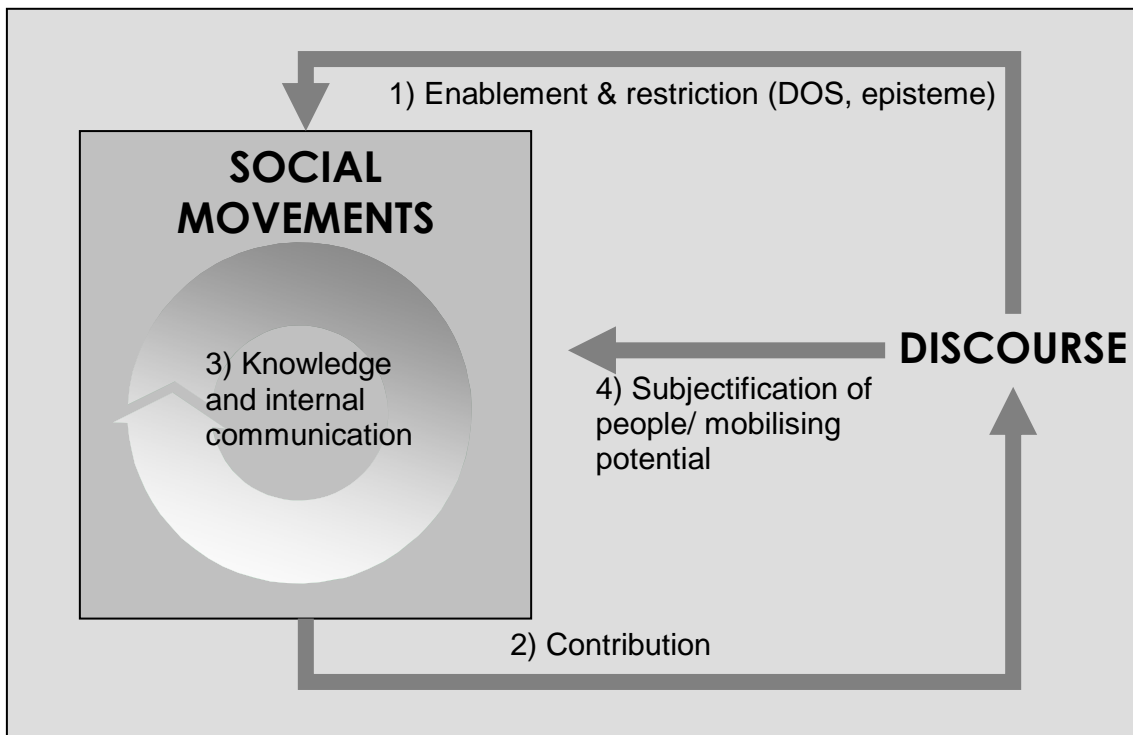 1) Enablement & restriction (DOS, episteme)
SOCIAL
MOVEMENTS
3) Knowledge
and internal
communication
DISCOURSE
4) Subjectification of
people/ mobilising
potential
2) Contribution